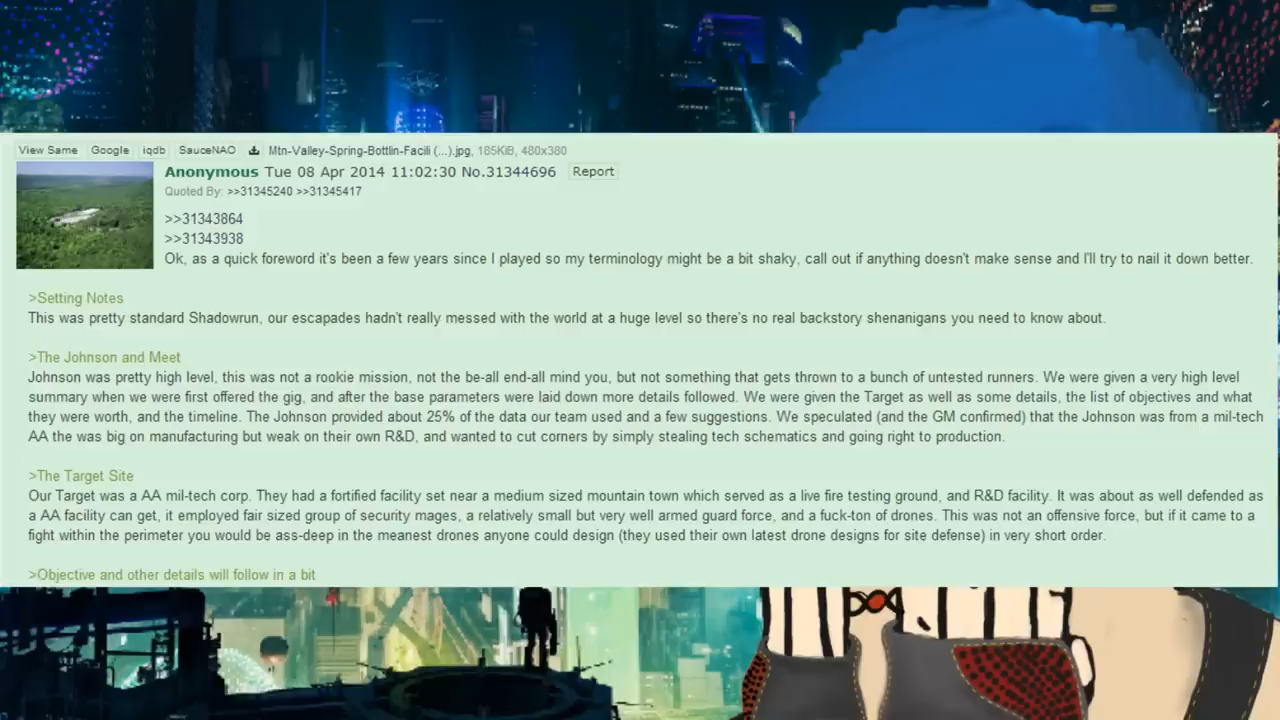 View Same Google iqdb SauceNAO Mtn-Valley-Spring-Bottlin-Facili (...).jpg, 185KiB, 480x380
Anonymous Tue 08 Apr 2014 11:02:30 No.31344696 Report
Quoted By: >>31345240 >>31345417
>>31343864
>>31343938
Ok, as a quick foreword it's been a few years since I played so my terminology might be a bit shaky, call out if anything doesn't make sense and I'll try to nail it down better.
>Setting Notes
This was pretty standard Shadowrun, our escapades hadn't really messed with the world at a huge level so there's no real backstory shenanigans you need to know about.
>The Johnson and Meet
Johnson was pretty high level, this was not a rookie mission, not the be-all end-all mind you, but not something that gets thrown to a bunch of untested runners. We were given a very high level
summary when we were first offered the gig, and after the base parameters were laid down more details followed. We were given the Target as well as some details, the list of objectives and what
they were worth, and the timeline. The Johnson provided about 25% of the data our team used and a few suggestions. We speculated (and the GM confirmed) that the Johnson was from a mil-tech
AA the was big on manufacturing but weak on their own R&D, and wanted to cut corners by simply stealing tech schematics and going right to production.
>The Target Site
Our Target was a AA mil-tech corp. They had a fortified facility set near a medium sized mountain town which served as a live fire testing ground, and R&D facility. It was about as well defended as
a AA facility can get, it employed fair sized group of security mages, a relatively small but very well armed guard force, and a fuck-ton of drones. This was not an offensive force, but if it came to a
fight within the perimeter you would be ass-deep in the meanest drones anyone could design (they used their own latest drone designs for site defense) in very short order.
>Objective and other details will follow in a bit